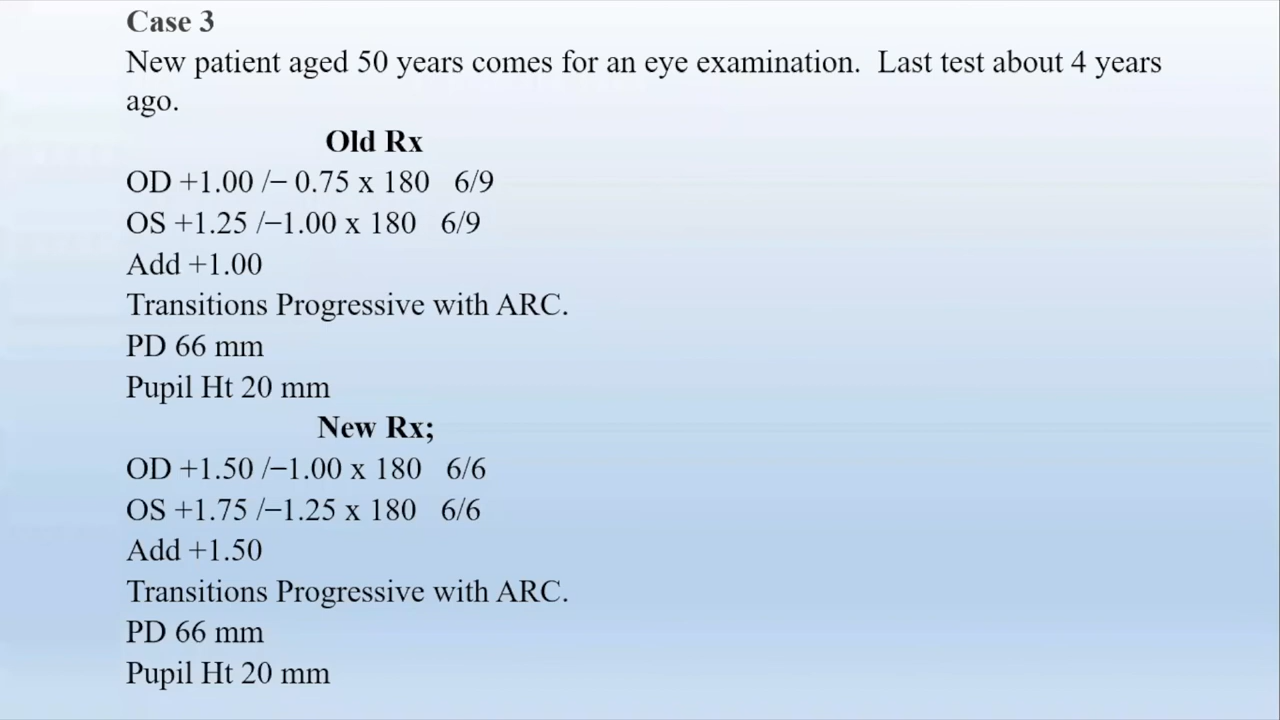 Case 3
New patient aged 50 years comes for an eye examination.  Last test about 4 years
ago.
Old Rx
OD +1.00 /− 0.75 x 180   6/9
OS +1.25 /−1.00 x 180   6/9
Add +1.00
Transitions Progressive with ARC.
PD 66 mm
Pupil Ht 20 mm
New Rx;
OD +1.50 /−1.00 x 180   6/6
OS +1.75 /−1.25 x 180   6/6
Add +1.50
Transitions Progressive with ARC.
PD 66 mm
Pupil Ht 20 mm